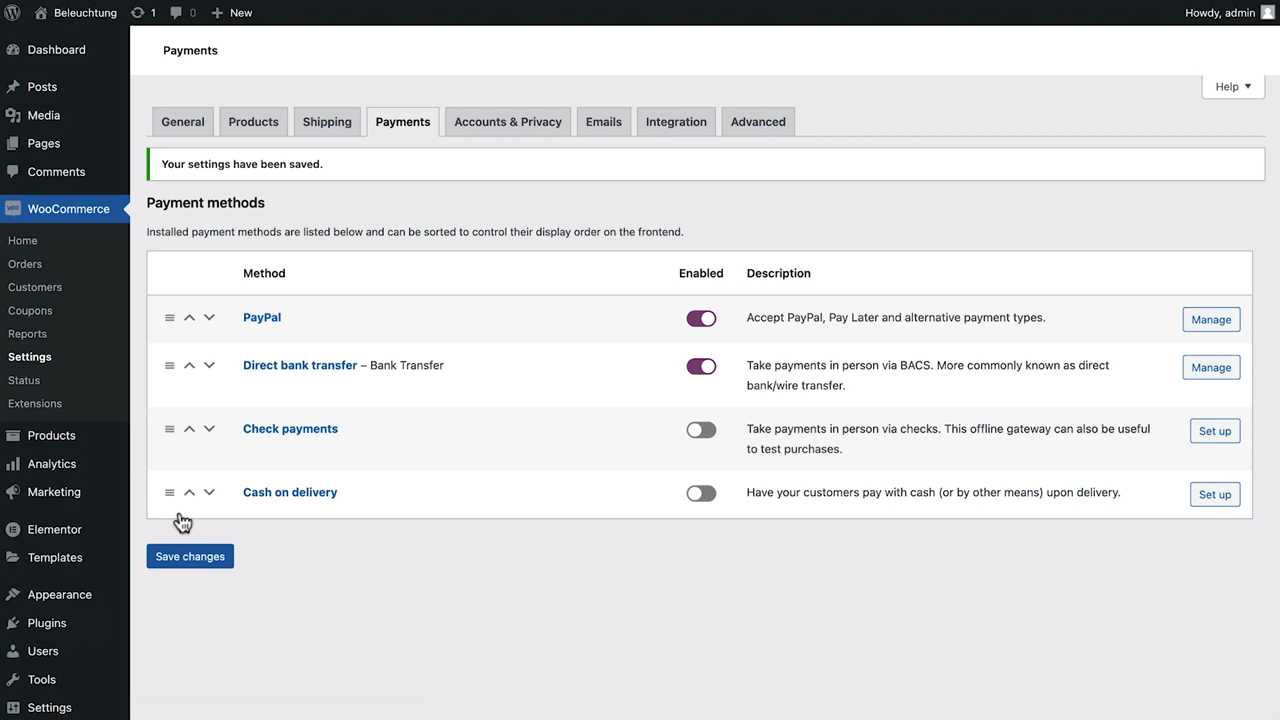 Beleuchtung 1 0 New Howdy, admin
Dashboard
Posts
Media
Pages
Comments
WooCommerce
Home
Orders
Customers
Coupons
Reports
Settings
Status
Extensions
Products
Analytics
Marketing
Elementor
Templates
Appearance
Plugins
Users
Tools
Settings
Payments
Help
General Products Shipping Payments Accounts & Privacy Emails Integration Advanced
Your settings have been saved.
Payment methods
Installed payment methods are listed below and can be sorted to control their display order on the frontend.
Method Enabled Description
PayPal Accept PayPal, Pay Later and alternative payment types. Manage
Direct bank transfer – Bank Transfer Take payments in person via BACS. More commonly known as direct Manage
bank/wire transfer.
Check payments Take payments in person via checks. This offline gateway can also be useful Set up
to test purchases.
Cash on delivery Have your customers pay with cash (or by other means) upon delivery. Set up
Save changes